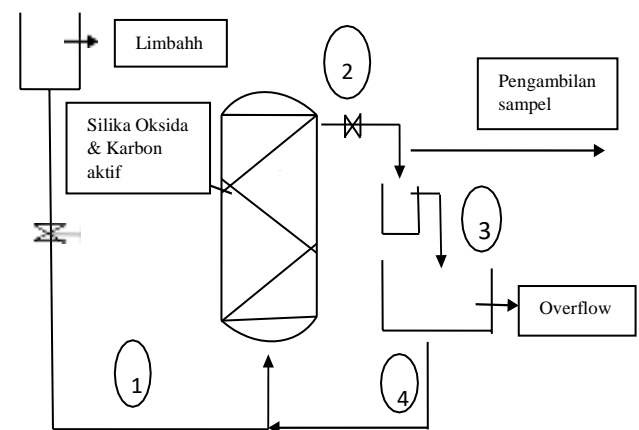 Limbahh
2
Pengambilan
sampel
Silika Oksida
& Karbon
aktif
3
Overflow
1
4